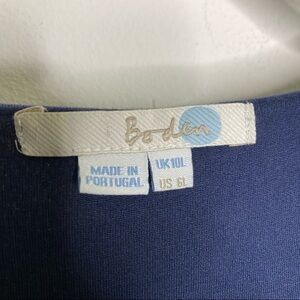 Boden
MADE IN
PORTUGAL
UK10L
US 6L